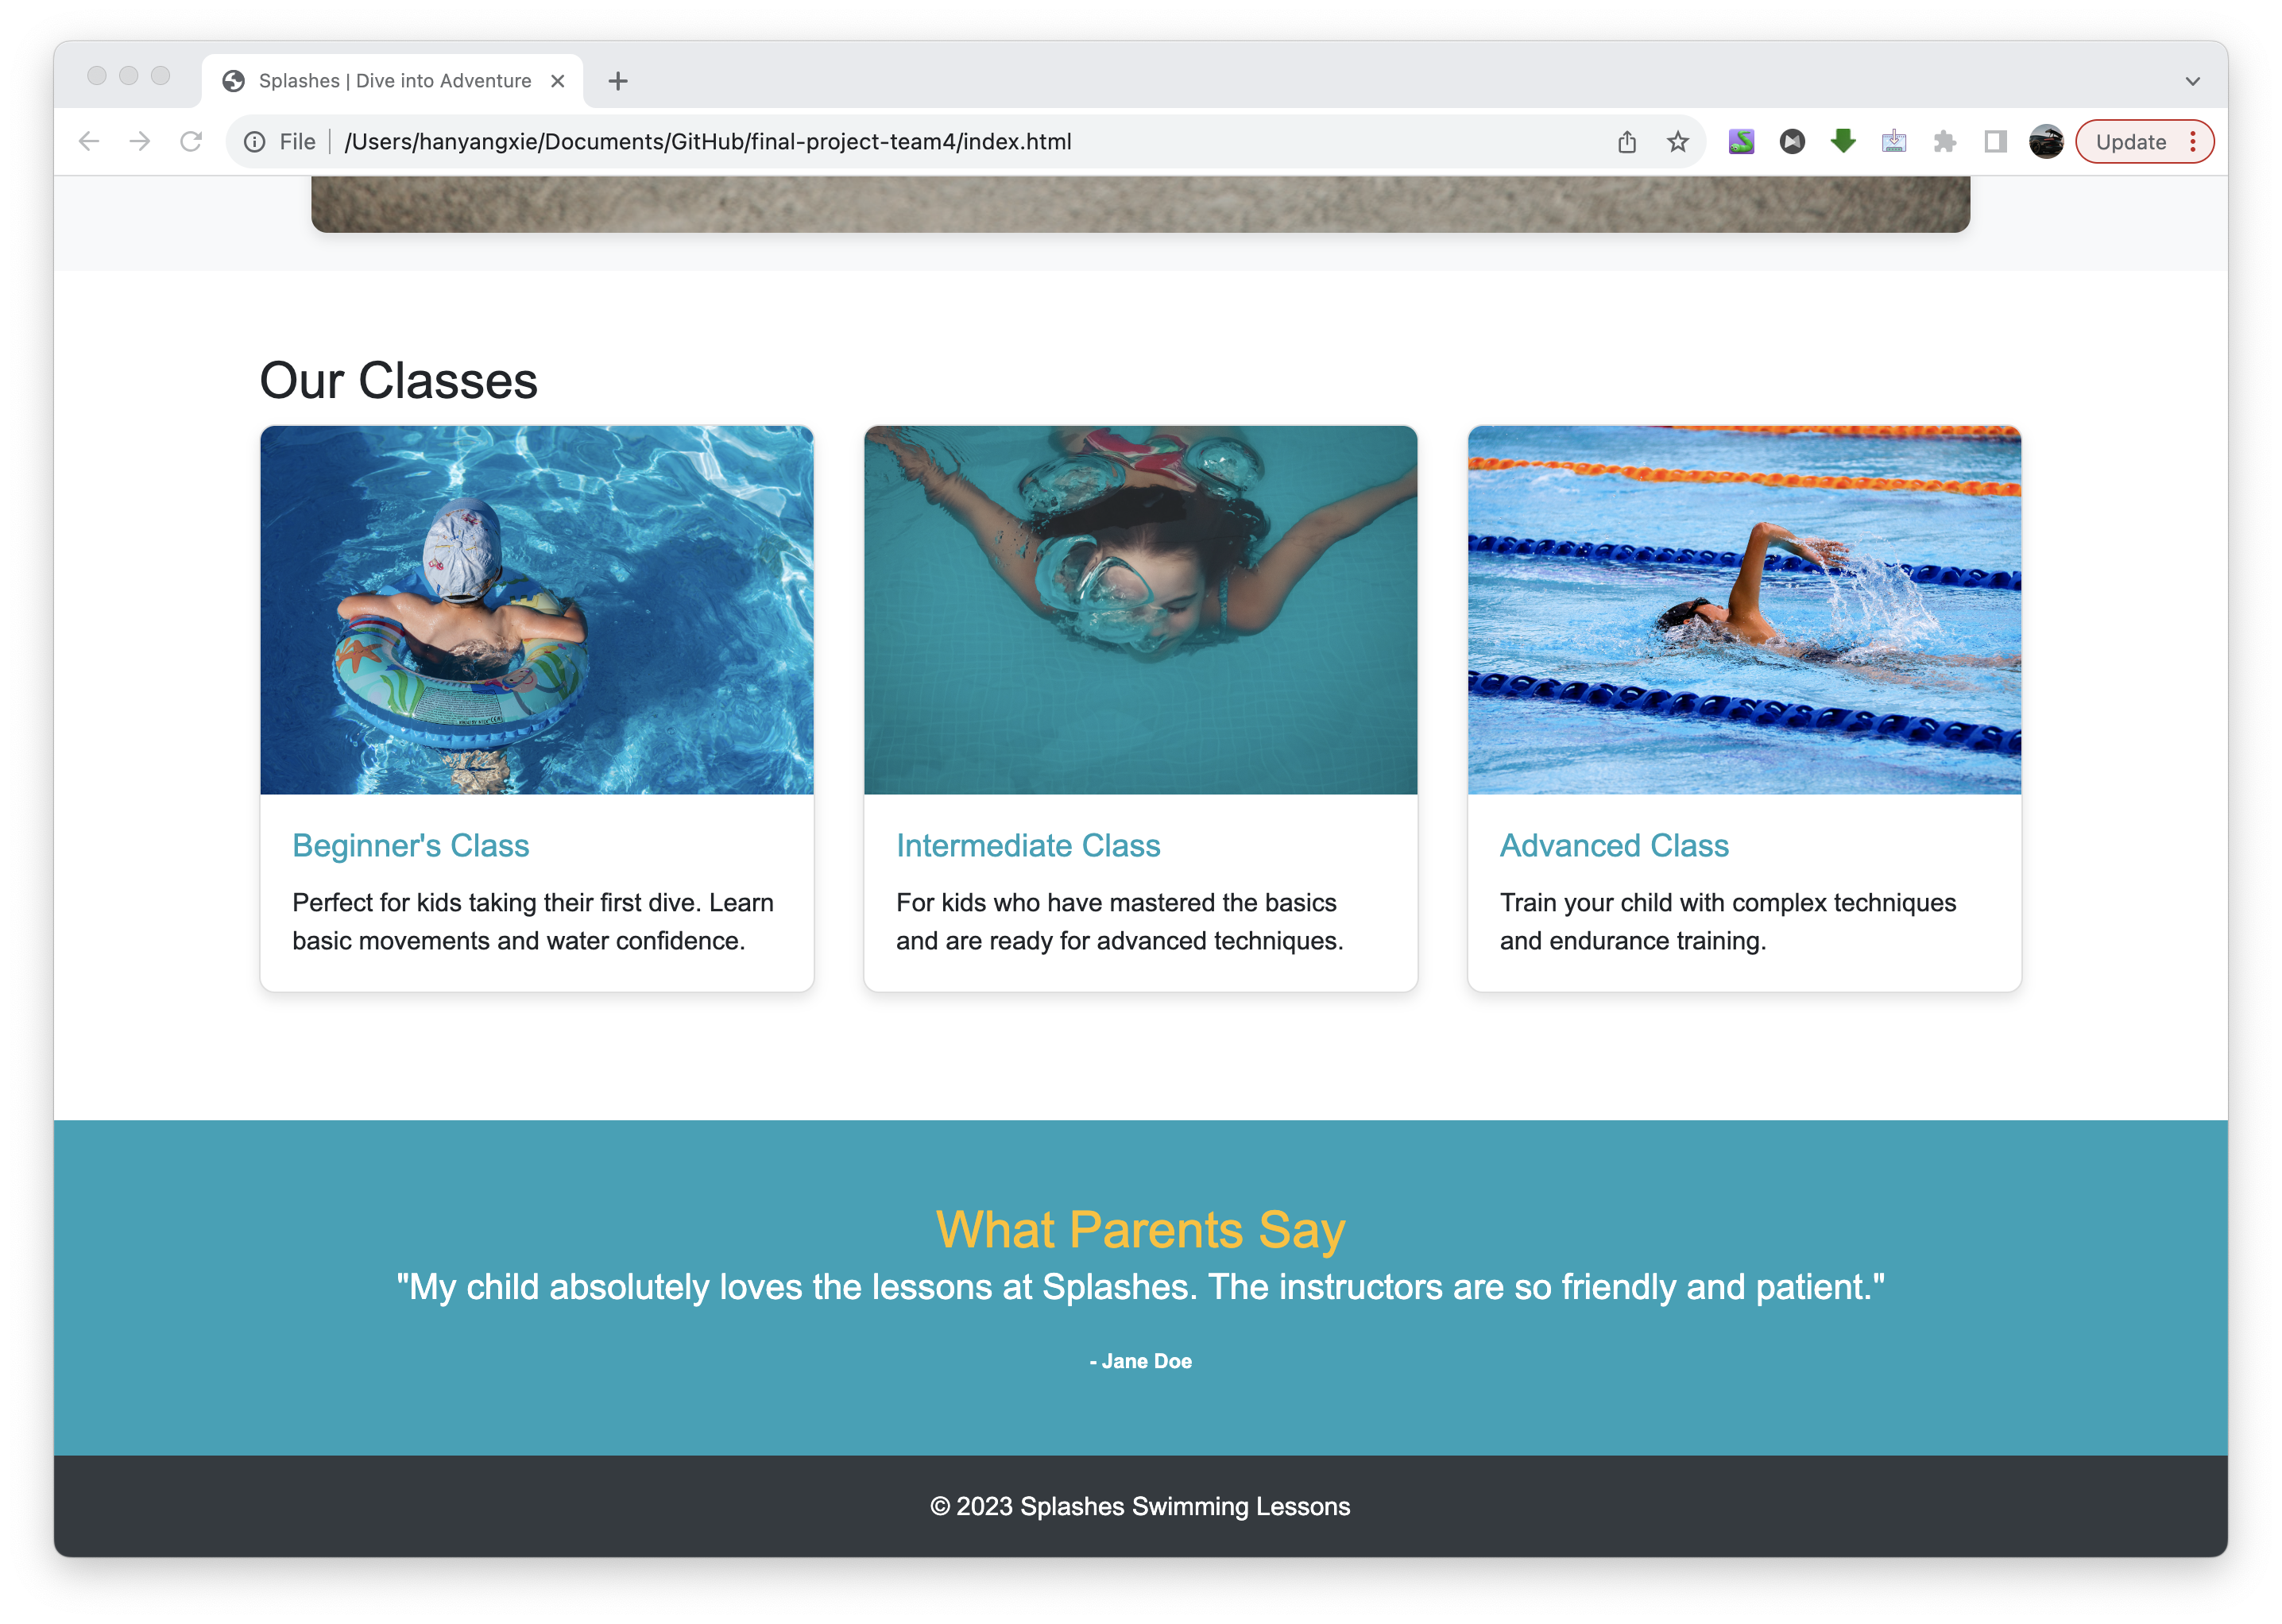 Splashes | Dive into Adventure
File
/Users/hanyangxie/Documents/GitHub/final-project-team4/index.html
Update
Our Classes
Beginner's Class
Perfect for kids taking their first dive. Learn
basic movements and water confidence.
Intermediate Class
For kids who have mastered the basics
and are ready for advanced techniques.
Advanced Class
Train your child with complex techniques
and endurance training.
What Parents Say
"My child absolutely loves the lessons at Splashes. The instructors are so friendly and patient."
- Jane Doe
© 2023 Splashes Swimming Lessons